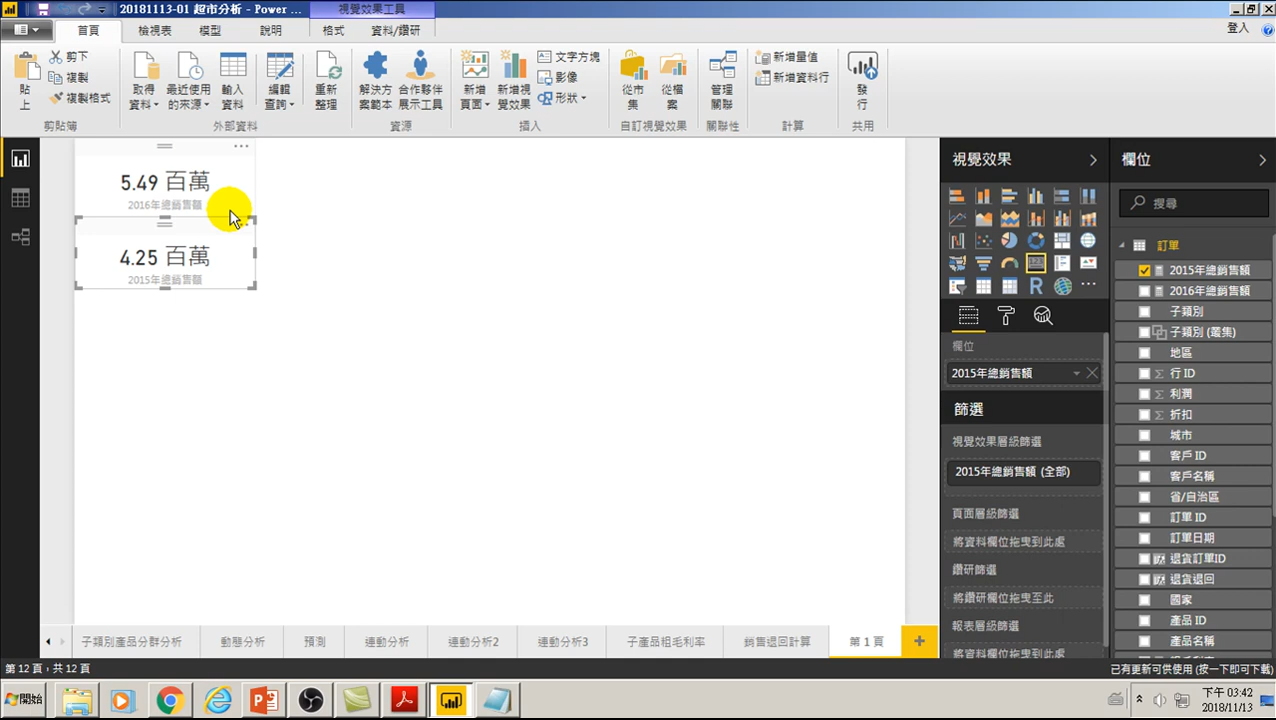 20181113-01 超市分析 - Power ...
視覺效果工具
首頁
檢視表
模型
說明
格式
資料/鑽研
登入
貼上
剪下
複製
複製格式
剪貼簿
取得資料
最近使用的來源
輸入資料
編輯查詢
重新整理
外部資料
解決方案範本
合作夥伴展示工具
資源
新增頁面
新增視覺效果
文字方塊
影像
形狀
插入
從市集
從檔案
自訂視覺效果
管理關聯
關聯性
新增量值
新增資料行
計算
發行
共用
5.49 百萬
2016年總銷售額
4.25 百萬
2015年總銷售額
視覺效果
R
欄位
2015年總銷售額
篩選
視覺效果層級篩選
2015年總銷售額 (全部)
頁面層級篩選
將資料欄位拖曳到此處
鑽研篩選
將鑽研欄位拖曳至此
報表層級篩選
將資料欄位拖曳到此處
欄位
搜尋
訂單
2015年總銷售額
2016年總銷售額
子類別
子類別 (叢集)
地區
行 ID
利潤
折扣
城市
客戶 ID
客戶名稱
省/自治區
訂單 ID
訂單日期
退貨訂單ID
退貨退回
國家
產品 ID
產品名稱
子類別產品分群分析
動態分析
預測
連動分析
連動分析2
連動分析3
子產品粗毛利率
銷售退回計算
第 1 頁
第 12 頁，共 12 頁
已有更新可供使用 (按一下即可下載)
開始
下午 03:42
2018/11/13